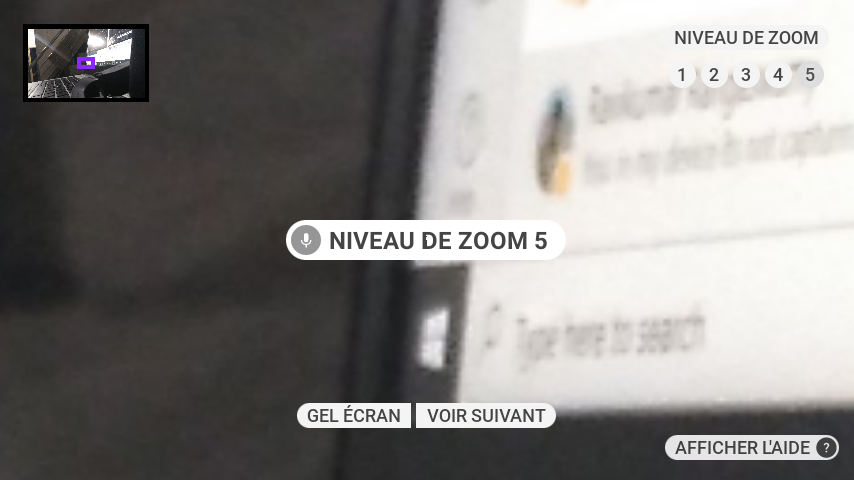 NIVEAU DE ZOOM
1 2 3 4 5
NIVEAU DE ZOOM 5
Type here to search
GEL ÉCRAN VOIR SUIVANT
AFFICHER L'AIDE ?